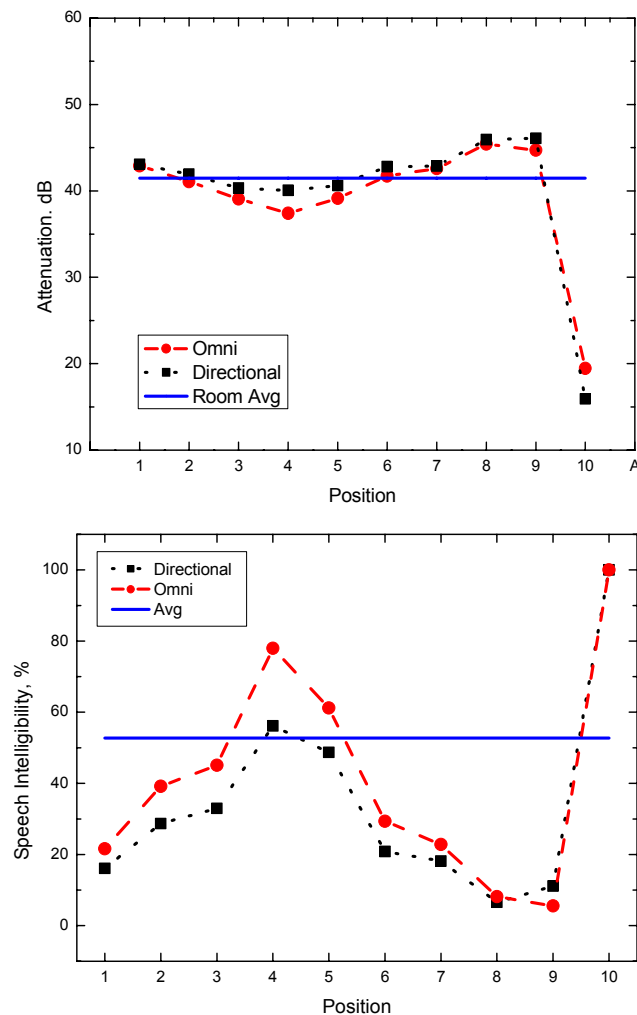 60
50
40
30
20
10
Attenuation. dB
Omni
Directional
Room Avg
1 2 3 4 5 6 7 8 9 10 A
Position
100
80
60
40
20
0
Speech Intelligibility, %
Directional
Omni
Avg
1 2 3 4 5 6 7 8 9 10
Position